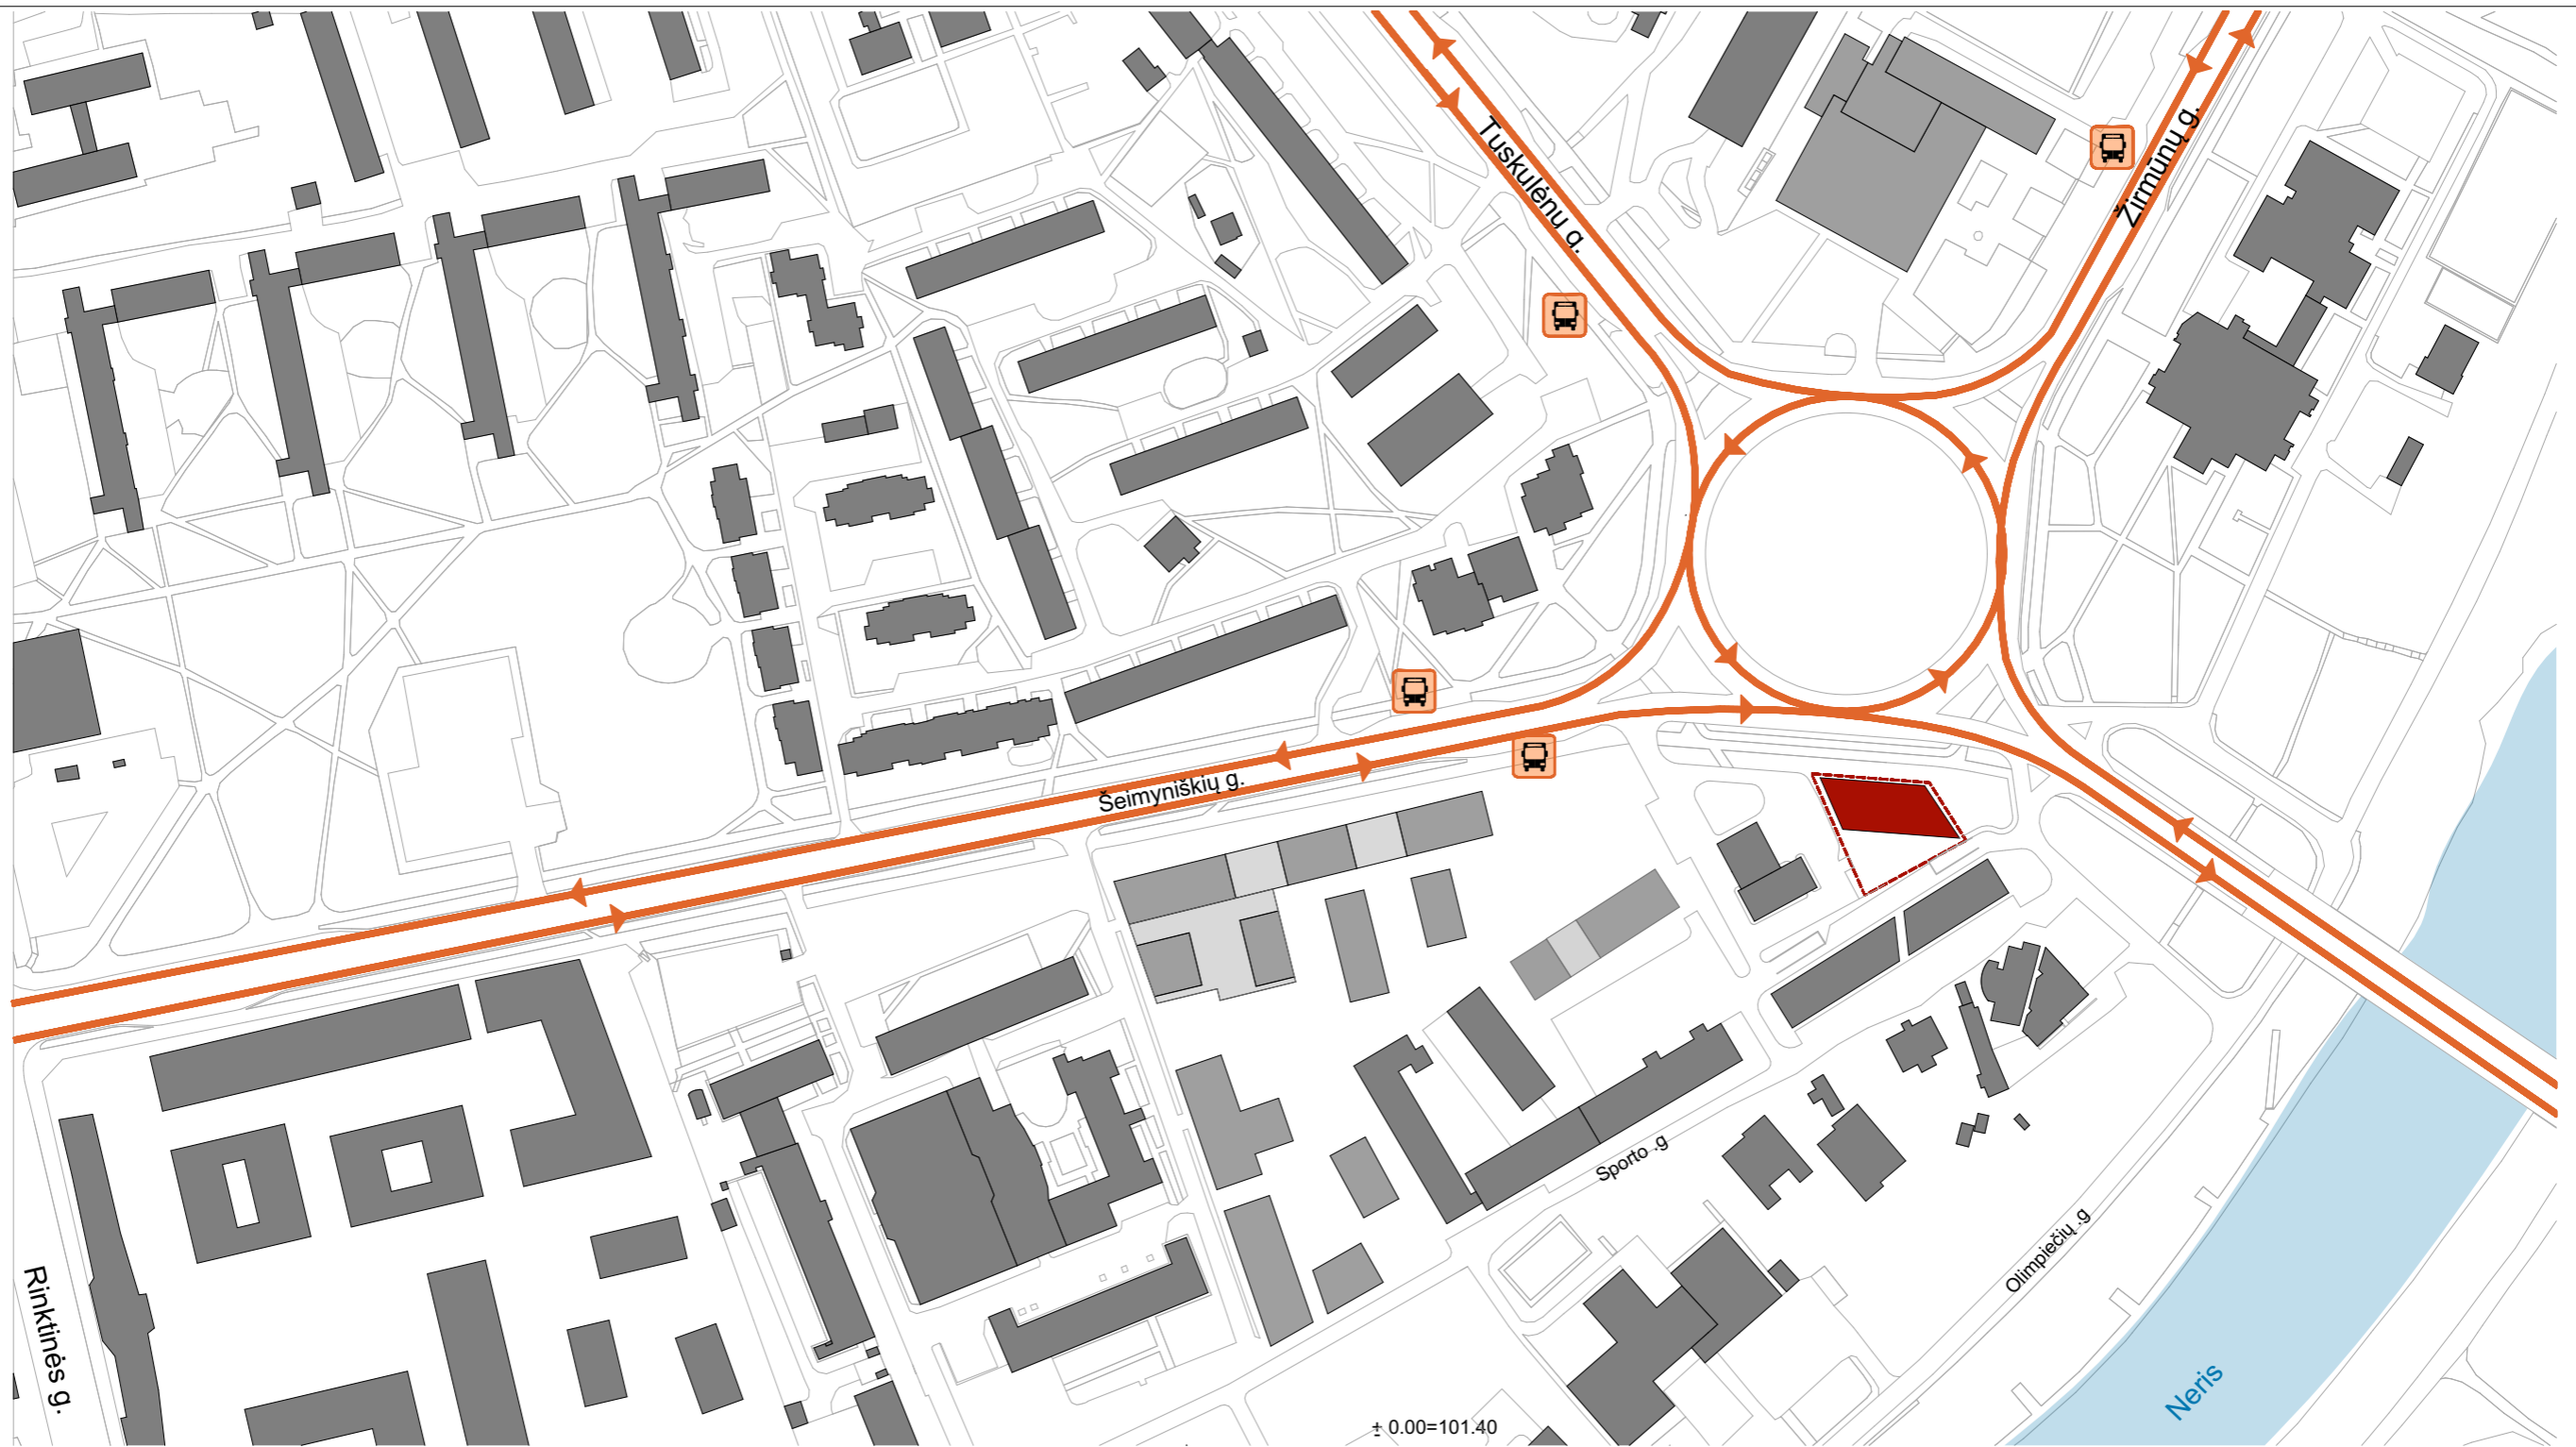 Tuskulėnų g.
Žirmūnų g.
Šeimyniškių g.
Sporto .g
Olimpiečių .g
Rinktinės g.
Neris
± 0.00=101.40